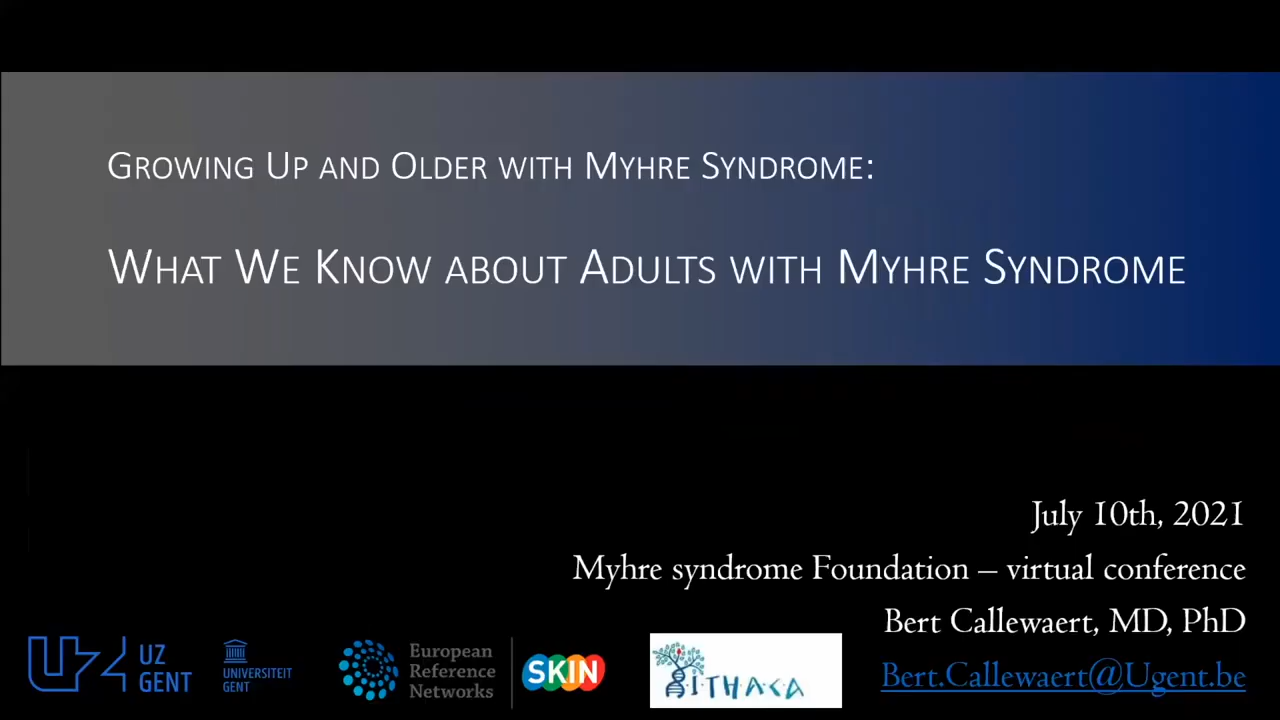 GROWING UP AND OLDER WITH MYHRE SYNDROME:
WHAT WE KNOW ABOUT ADULTS WITH MYHRE SYNDROME
July 10th, 2021
Myhre syndrome Foundation – virtual conference
Bert Callewaert, MD, PhD
Bert.Callewaert@Ugent.be
UZ
GENT
UNIVERSITEIT
GENT
European
Reference
Networks
SKIN
ITHACA